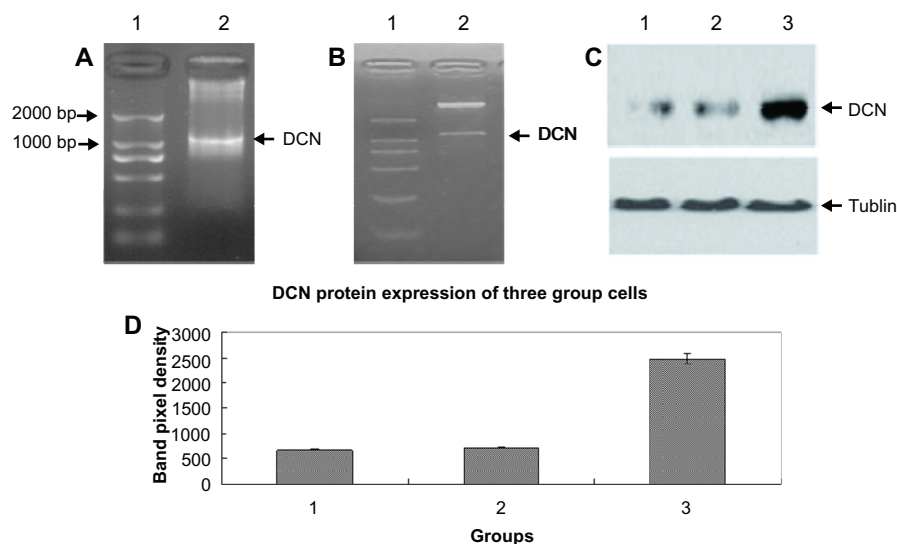 1 2
A
2000 bp
1000 bp
DCN
1 2
B
DCN
1 2 3
C
DCN
Tublin
DCN protein expression of three group cells
D
Band pixel density
3000
2500
2000
1500
1000
500
0
1 2 3
Groups